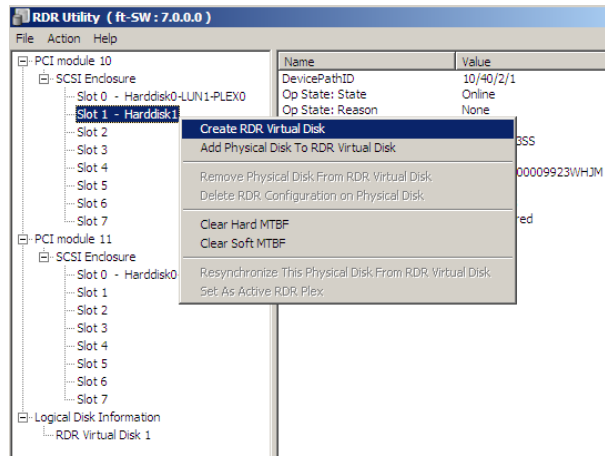 RDR Utility ( ft-SW : 7.0.0.0 )
File Action Help
PCI module 10
SCSI Enclosure
Slot 0 - Harddisk0-LUN1-PLEX0
Slot 1 - Harddisk1
Slot 2
Slot 3
Slot 4
Slot 5
Slot 6
Slot 7
PCI module 11
SCSI Enclosure
Slot 0 - Harddisk0
Slot 1
Slot 2
Slot 3
Slot 4
Slot 5
Slot 6
Slot 7
Logical Disk Information
RDR Virtual Disk 1
Name Value
DevicePathID 10/40/2/1
Op State: State Online
Op State: Reason None
3SS
00009923WHJM
red
Create RDR Virtual Disk
Add Physical Disk To RDR Virtual Disk
Remove Physical Disk From RDR Virtual Disk
Delete RDR Configuration on Physical Disk
Clear Hard MTBF
Clear Soft MTBF
Resynchronize This Physical Disk From RDR Virtual Disk
Set As Active RDR Plex